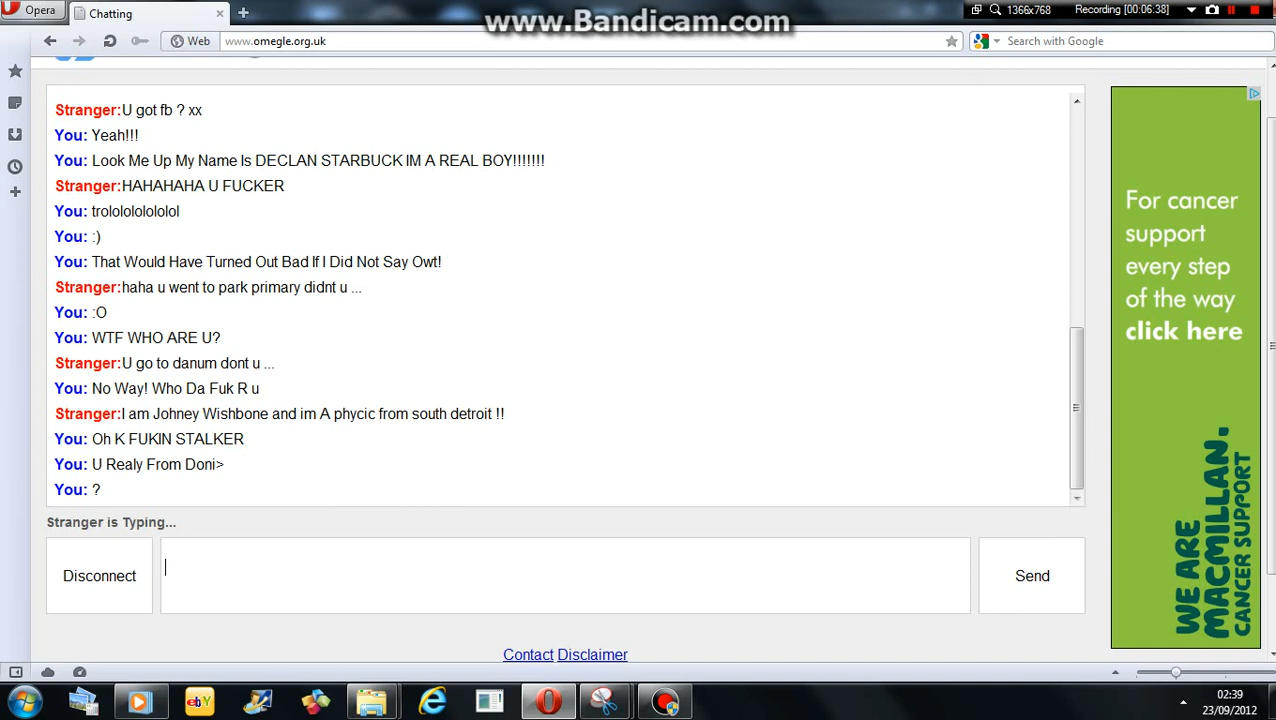 Opera
Chatting
www.Bandicam.com
1366x768
Recording [00:06:38]
Web
www.omegle.org.uk
Search with Google
Stranger:U got fb ? xx
You: Yeah!!!
You: Look Me Up My Name Is DECLAN STARBUCK IM A REAL BOY!!!!!!!
Stranger:HAHAHAHA U FUCKER
You: trolololololol
You: :)
You: That Would Have Turned Out Bad If I Did Not Say Owt!
Stranger:haha u went to park primary didnt u ...
You: :O
You: WTF WHO ARE U?
Stranger:U go to danum dont u ...
You: No Way! Who Da Fuk R u
Stranger:I am Johney Wishbone and im A phycic from south detroit !!
You: Oh K FUKIN STALKER
You: U Realy From Doni>
You: ?
Stranger is Typing...
Disconnect
Send
Contact Disclaimer
For cancer
support
every step
of the way
click here
WE ARE
MACMILLAN.
CANCER SUPPORT
ebY
02:39
23/09/2012